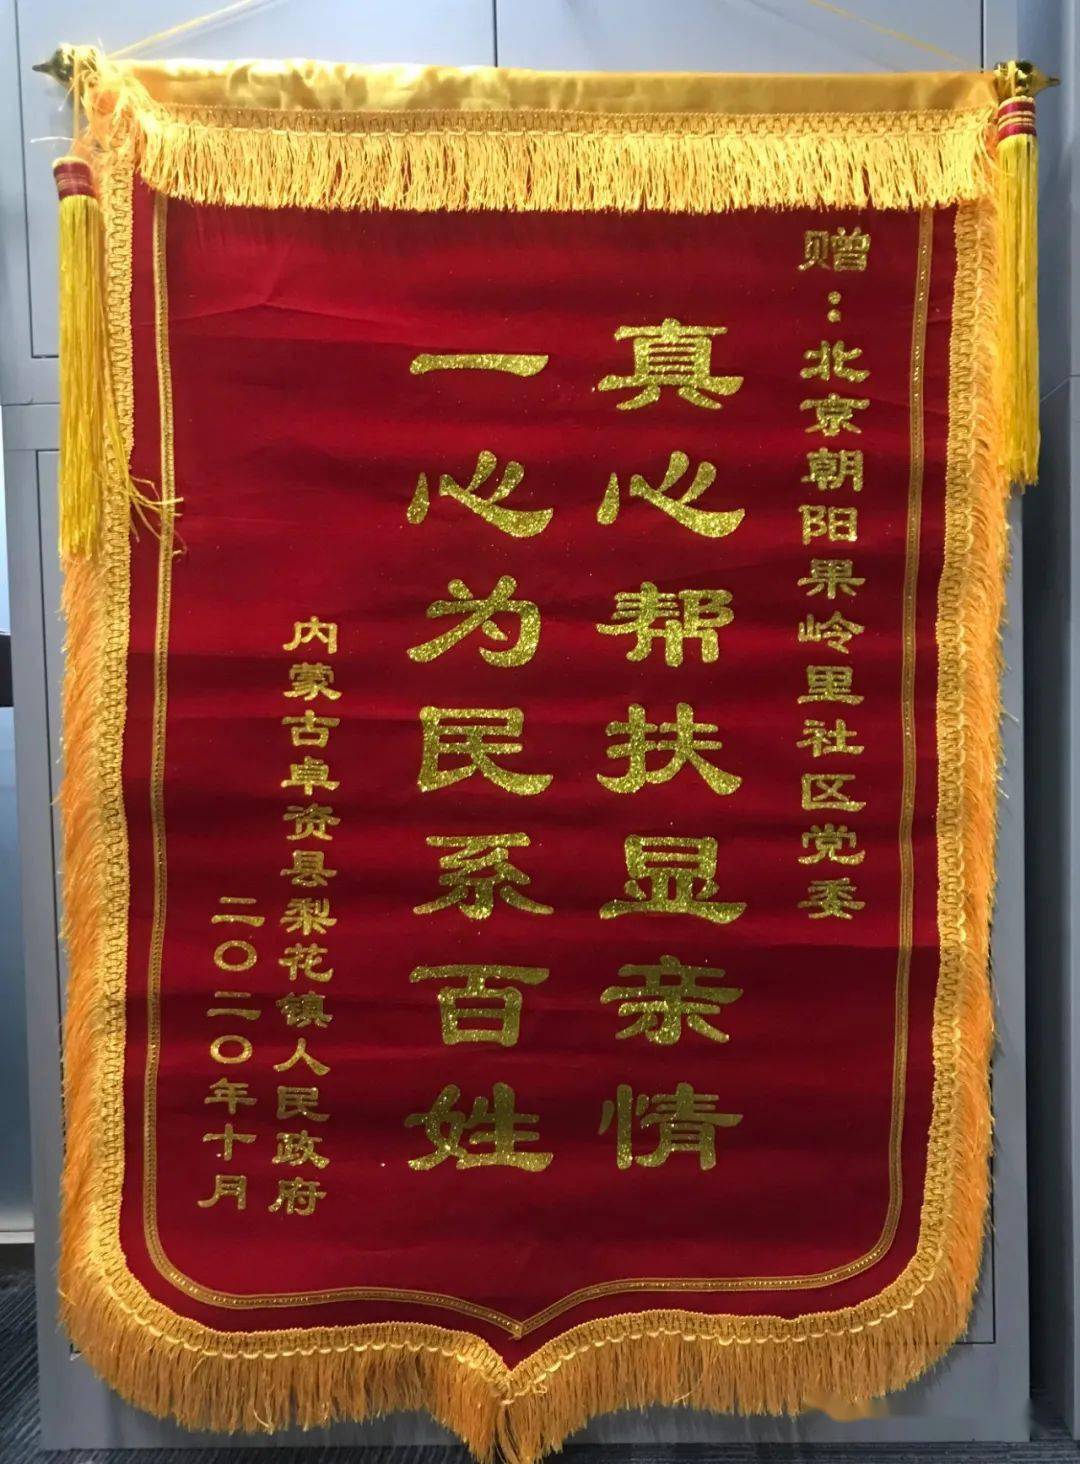 赠：北京朝阳果岭里社区党委
真心帮扶显亲情
一心为民系百姓
内蒙古卓资县梨花镇人民政府
二〇二〇年十月